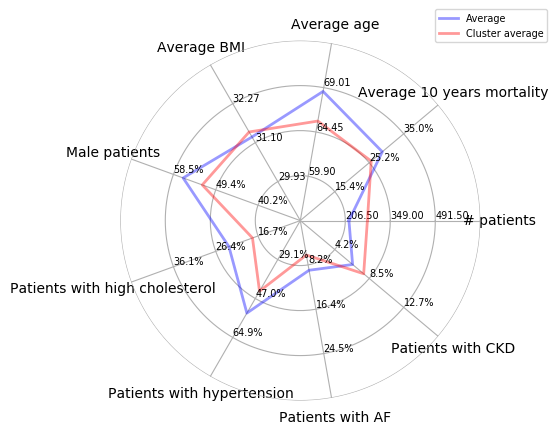 Average
Cluster average
Average age
Average BMI
69.01
Average 10 years mortality
32.27
35.0%
64.45
31.10
Male patients
25.2%
58.5%
59.90
29.93
49.4%
15.4%
40.2%
206.50
349.00
491.50
# patients
16.7%
4.2%
26.4%
29.1%
8.2%
36.1%
8.5%
Patients with high cholesterol
47.0%
16.4%
12.7%
64.9%
24.5%
Patients with CKD
Patients with hypertension
Patients with AF